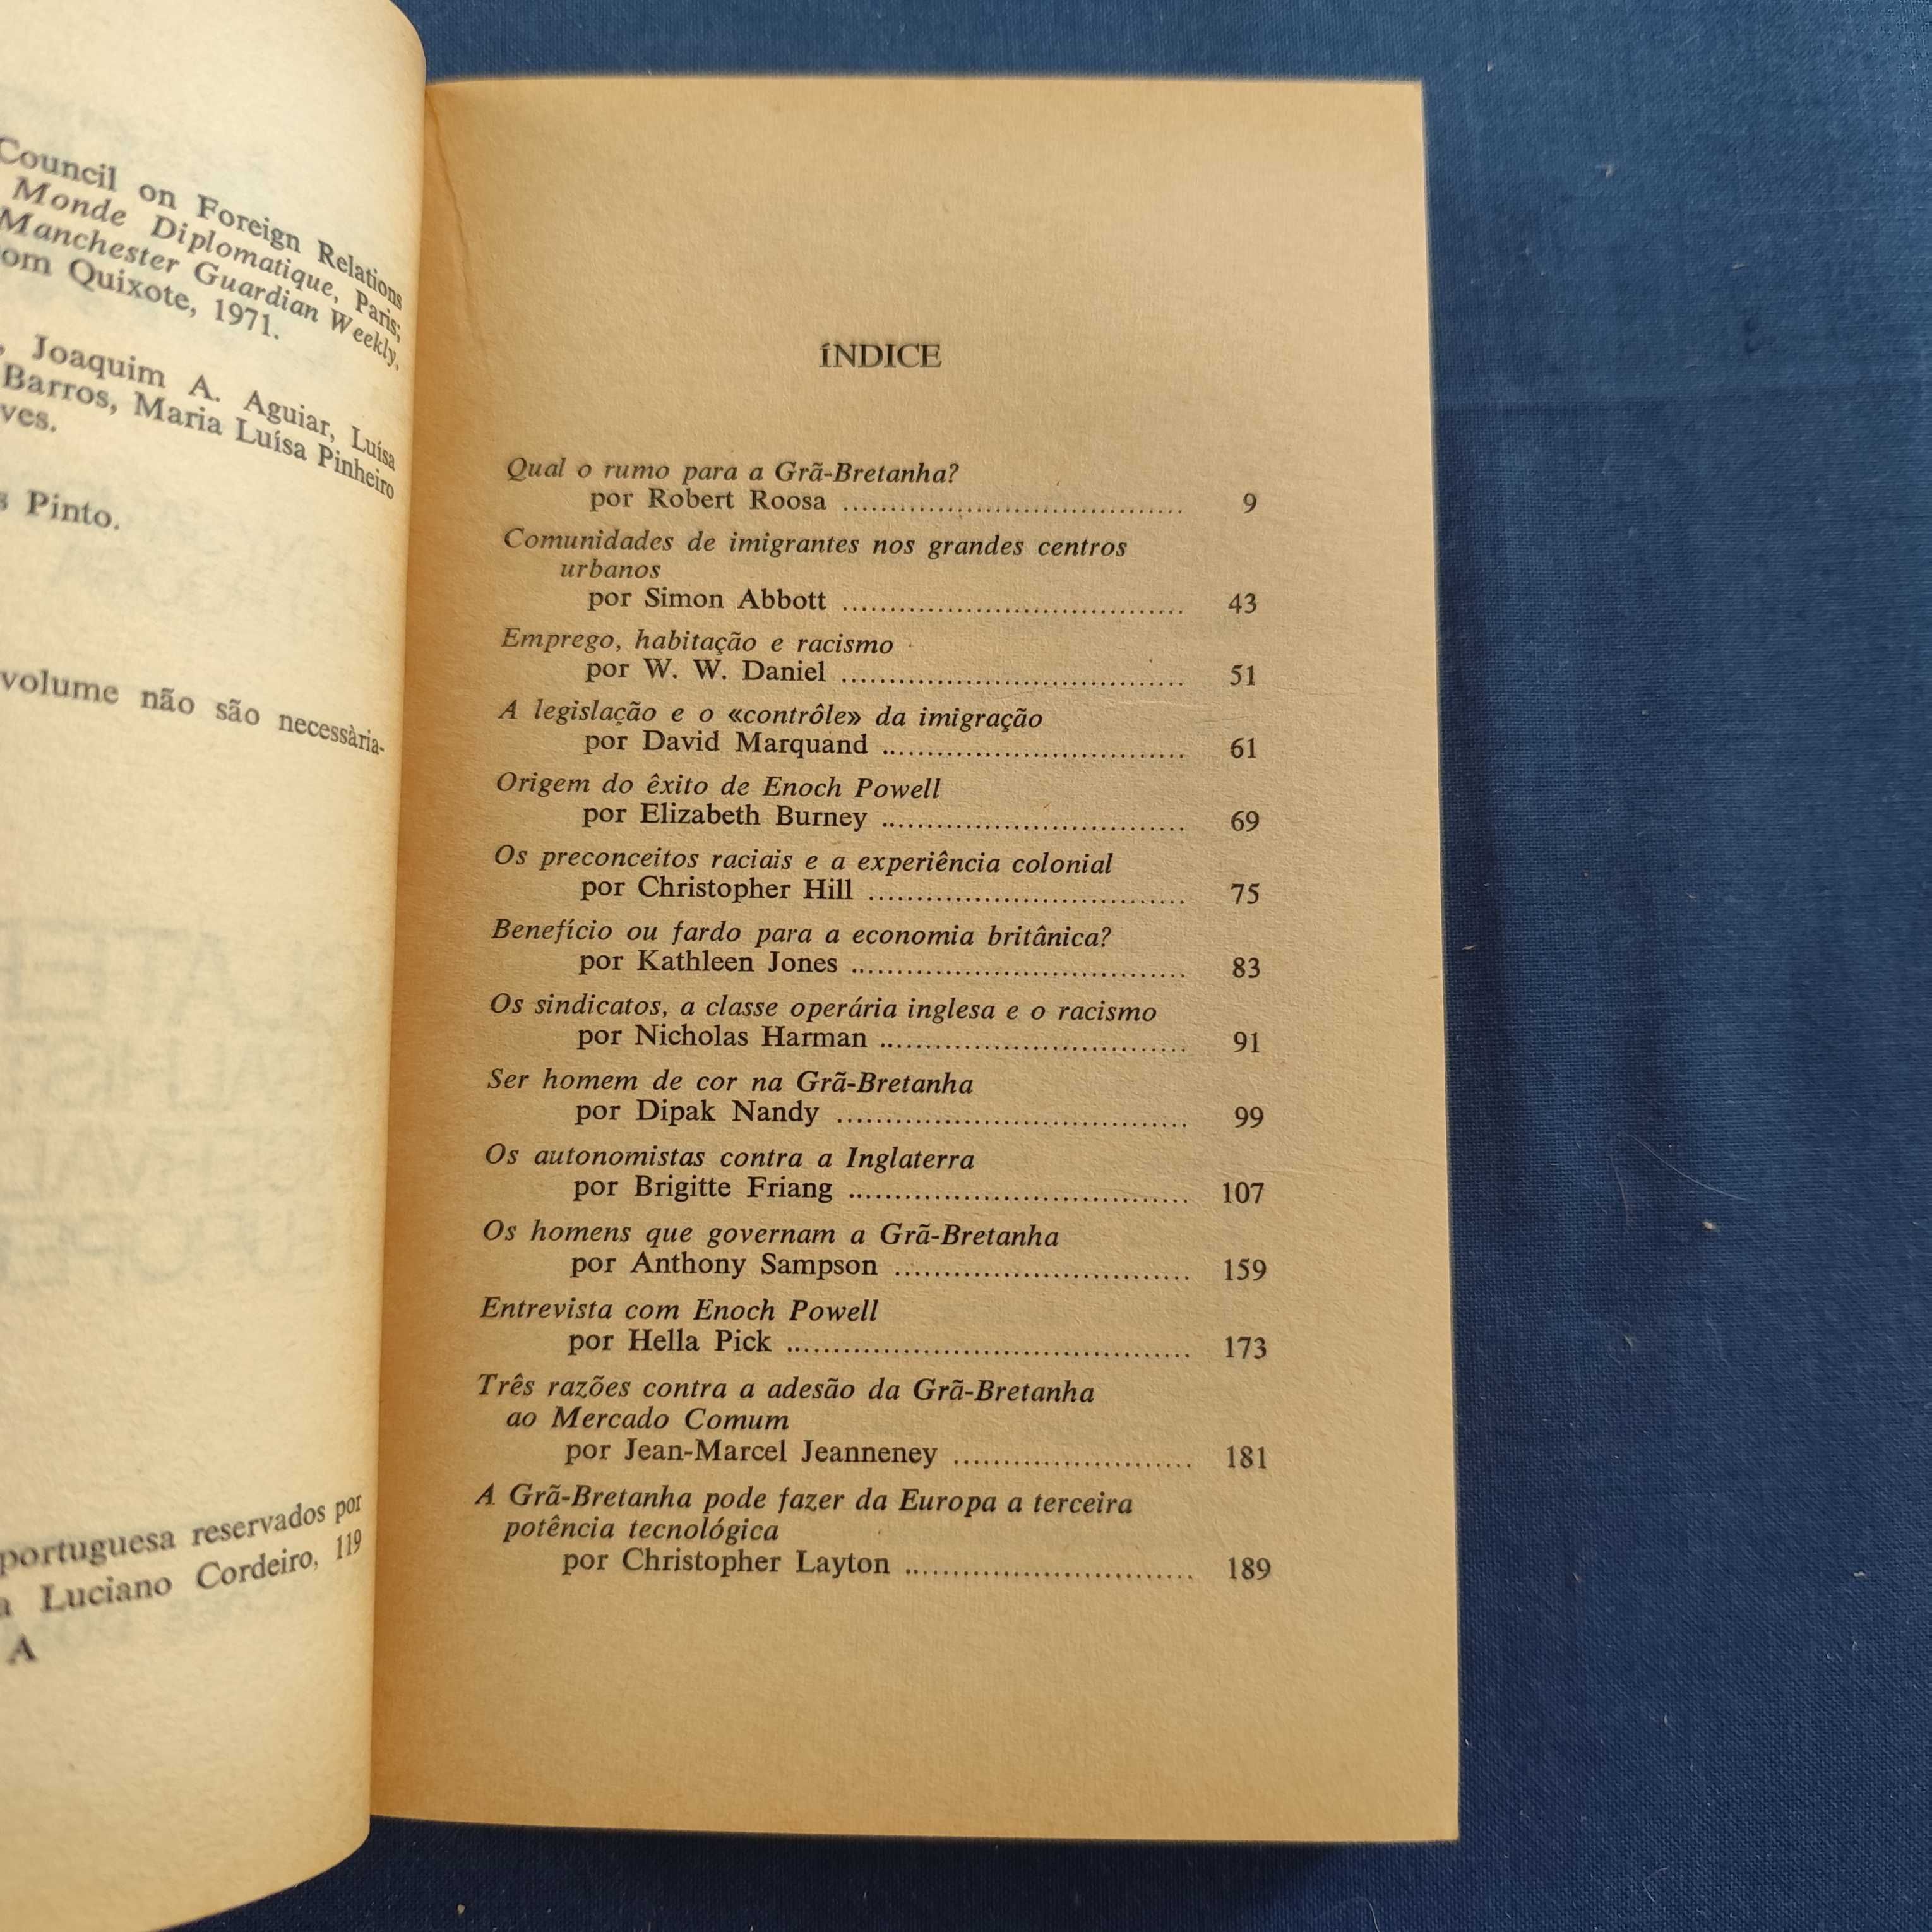 Council on Foreign Relations
Monde Diplomatique, Paris;
Manchester Guardian Weekly,
om Quixote, 1971.
, Joaquim A. Aguiar, Luísa
Barros, Maria Luísa Pinheiro
ves.
s Pinto.
volume não são necessària-
portuguesa reservados por
a Luciano Cordeiro, 119
A
ÍNDICE
Qual o rumo para a Grã-Bretanha?
por Robert Roosa .................................... 9
Comunidades de imigrantes nos grandes centros
urbanos
por Simon Abbott .................................... 43
Emprego, habitação e racismo
por W. W. Daniel .................................... 51
A legislação e o «contrôle» da imigração
por David Marquand ................................ 61
Origem do êxito de Enoch Powell
por Elizabeth Burney ................................ 69
Os preconceitos raciais e a experiência colonial
por Christopher Hill ................................. 75
Benefício ou fardo para a economia britânica?
por Kathleen Jones ................................... 83
Os sindicatos, a classe operária inglesa e o racismo
por Nicholas Harman ................................ 91
Ser homem de cor na Grã-Bretanha
por Dipak Nandy ..................................... 99
Os autonomistas contra a Inglaterra
por Brigitte Friang .................................... 107
Os homens que governam a Grã-Bretanha
por Anthony Sampson ............................... 159
Entrevista com Enoch Powell
por Hella Pick ........................................... 173
Três razões contra a adesão da Grã-Bretanha
ao Mercado Comum
por Jean-Marcel Jeanneney ......................... 181
A Grã-Bretanha pode fazer da Europa a terceira
potência tecnológica
por Christopher Layton .............................. 189